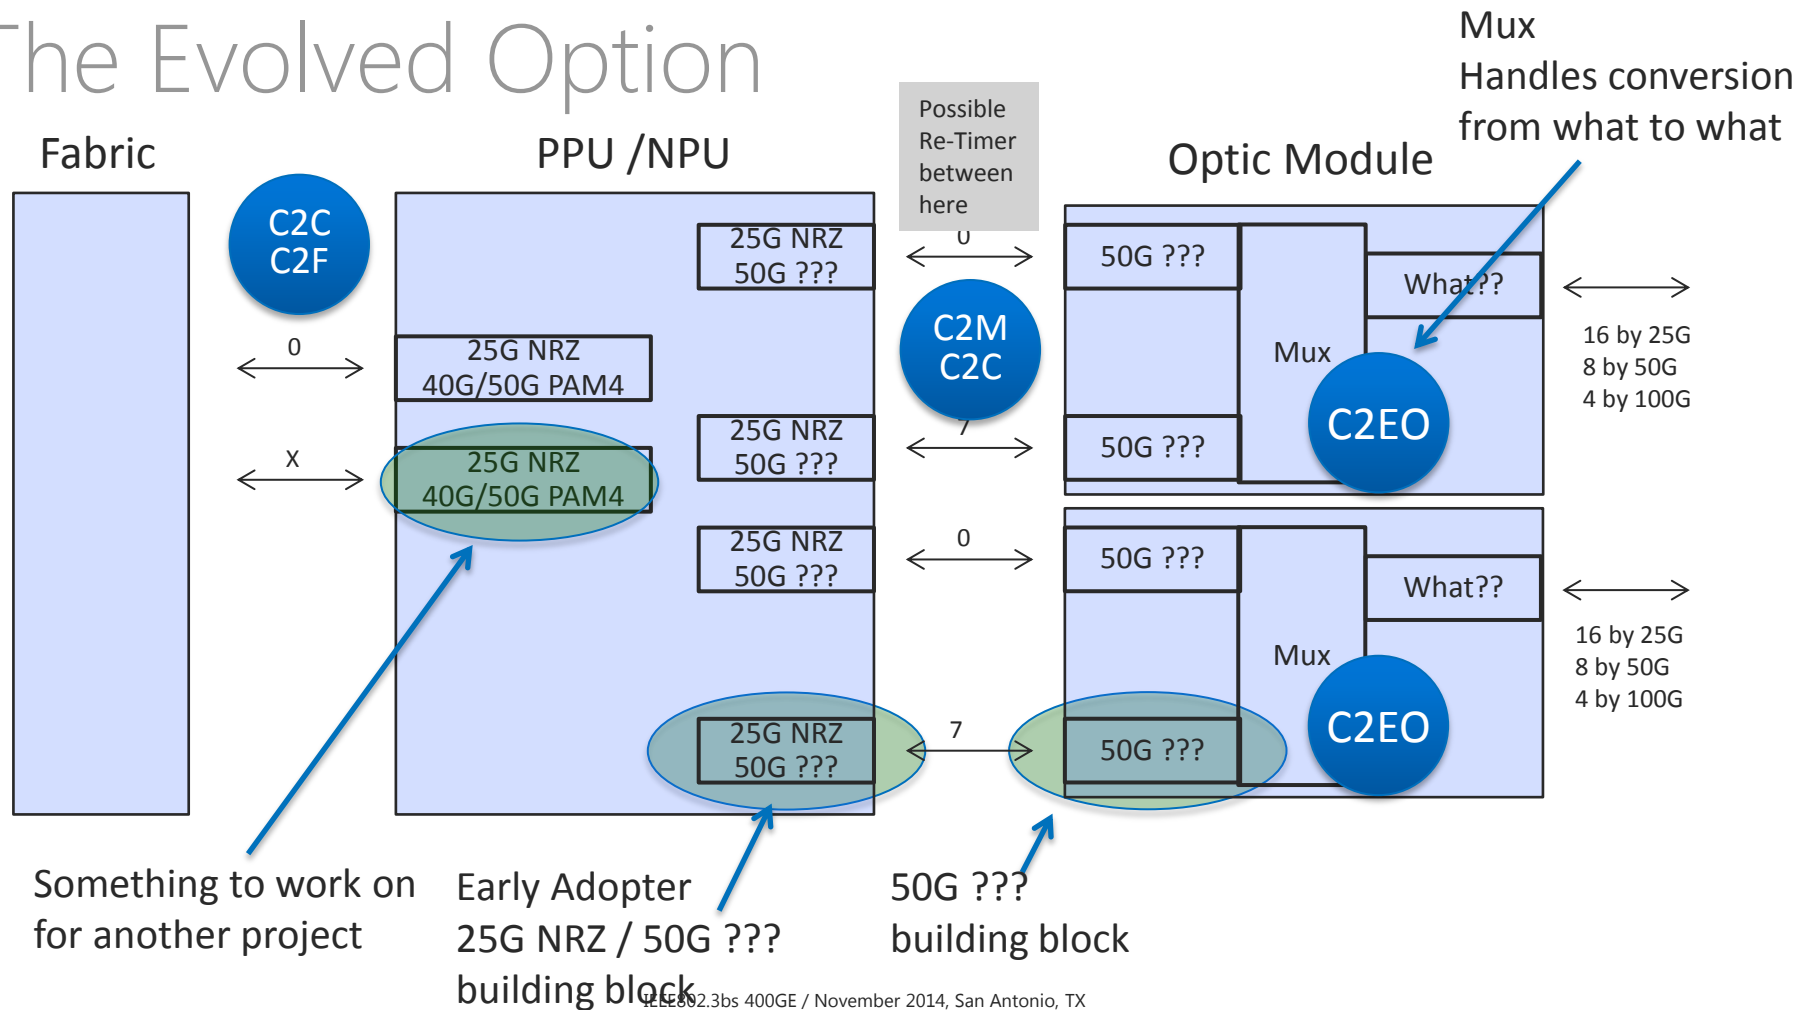 The Evolved Option
Mux
Handles conversion
from what to what
Possible
Re-Timer
between
here
Fabric
PPU /NPU
Optic Module
C2C
C2F
0
25G NRZ
40G/50G PAM4
X
25G NRZ
40G/50G PAM4
25G NRZ
50G ???
0
C2M
C2C
25G NRZ
50G ???
7
25G NRZ
50G ???
0
25G NRZ
50G ???
7
50G ???
50G ???
Mux
What??
C2EO
16 by 25G
8 by 50G
4 by 100G
50G ???
50G ???
Mux
What??
C2EO
16 by 25G
8 by 50G
4 by 100G
Something to work on
for another project
Early Adopter
25G NRZ / 50G ???
building block
50G ???
building block
IEEE802.3bs 400GE / November 2014, San Antonio, TX